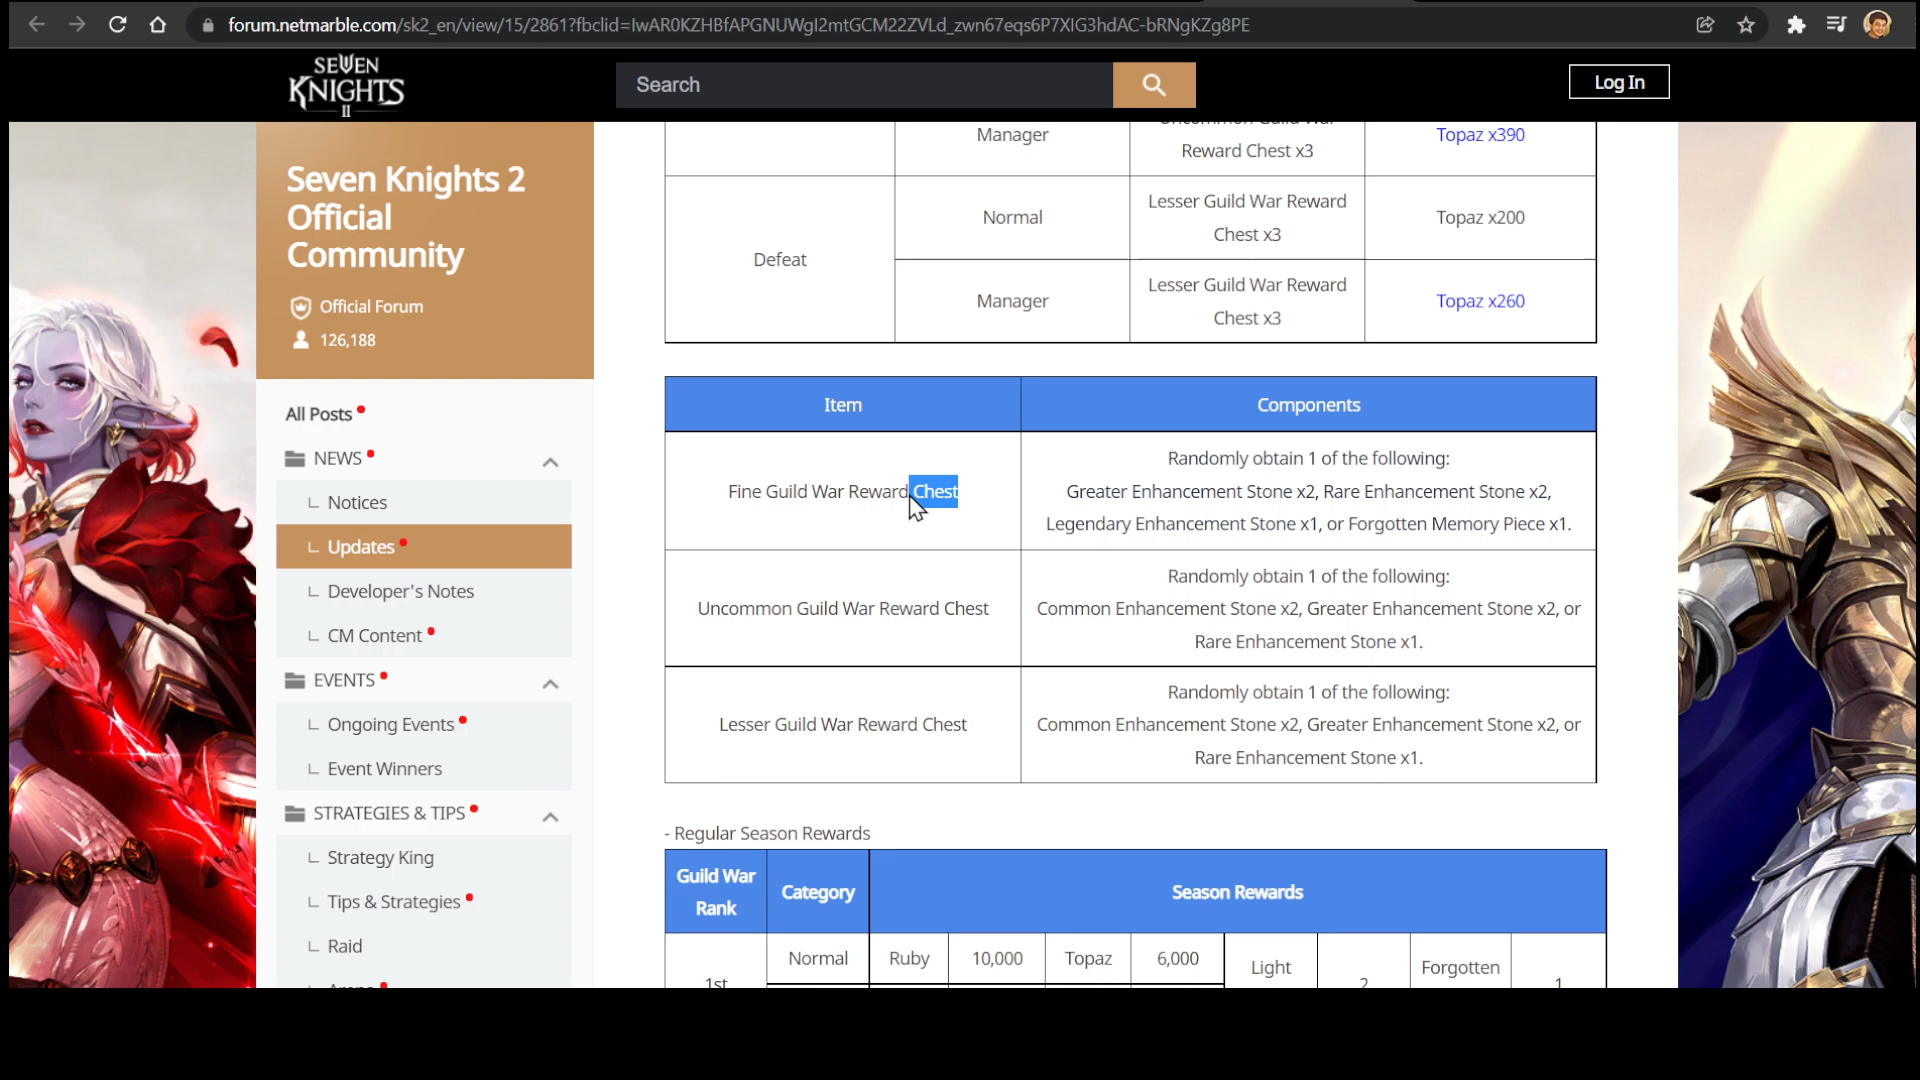 forum.netmarble.com/sk2_en/view/15/2861?fbclid=IwAR0KZHBfAPGNUWgI2mtGCM22ZVLd_zwn67eqs6P7XIG3hdAC-bRNgKZg8PE
SEVEN
KNIGHTS
II
Search
Log In
Seven Knights 2
Official
Community
Official Forum
126,188
All Posts
NEWS
Notices
Updates
Developer's Notes
CM Content
EVENTS
Ongoing Events
Event Winners
STRATEGIES & TIPS
Strategy King
Tips & Strategies
Raid
Arena
Manager
Uncommon Guild War
Reward Chest x3
Topaz x390
Defeat
Normal
Lesser Guild War Reward
Chest x3
Topaz x200
Manager
Lesser Guild War Reward
Chest x3
Topaz x260
Item
Components
Fine Guild War Reward Chest
Randomly obtain 1 of the following:
Greater Enhancement Stone x2, Rare Enhancement Stone x2,
Legendary Enhancement Stone x1, or Forgotten Memory Piece x1.
Uncommon Guild War Reward Chest
Randomly obtain 1 of the following:
Common Enhancement Stone x2, Greater Enhancement Stone x2, or
Rare Enhancement Stone x1.
Lesser Guild War Reward Chest
Randomly obtain 1 of the following:
Common Enhancement Stone x2, Greater Enhancement Stone x2, or
Rare Enhancement Stone x1.
- Regular Season Rewards
Guild War
Rank
Category
Season Rewards
1st
Normal
Ruby
10,000
Topaz
6,000
Light
2
Forgotten
1